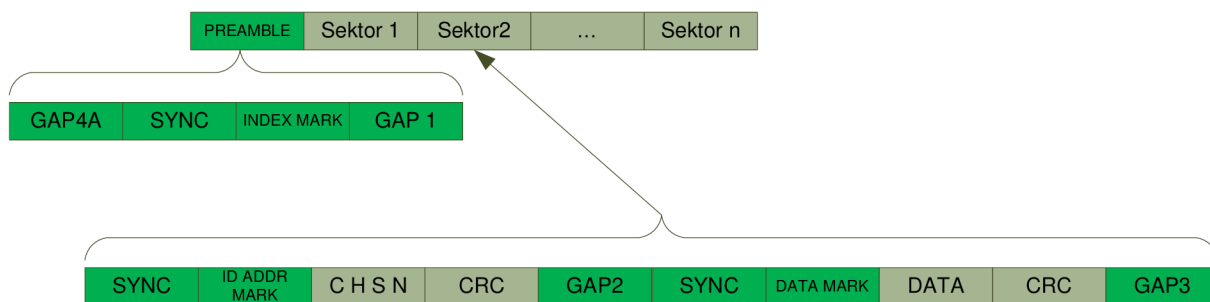 PREAMBLE Sektor 1 Sektor2 ... Sektor n
GAP4A SYNC INDEX MARK GAP 1
SYNC ID ADDR MARK C H S N CRC GAP2 SYNC DATA MARK DATA CRC GAP3